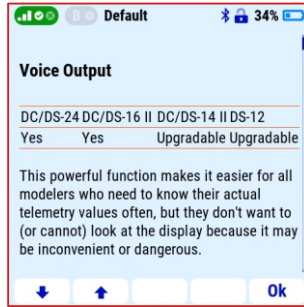 B Default 34%
Voice Output
DC/DS-24 DC/DS-16 II DC/DS-14 II DS-12
Yes Yes Upgradable Upgradable
This powerful function makes it easier for all
modelers who need to know their actual
telemetry values often, but they don't want to
(or cannot) look at the display because it may
be inconvenient or dangerous.
Ok